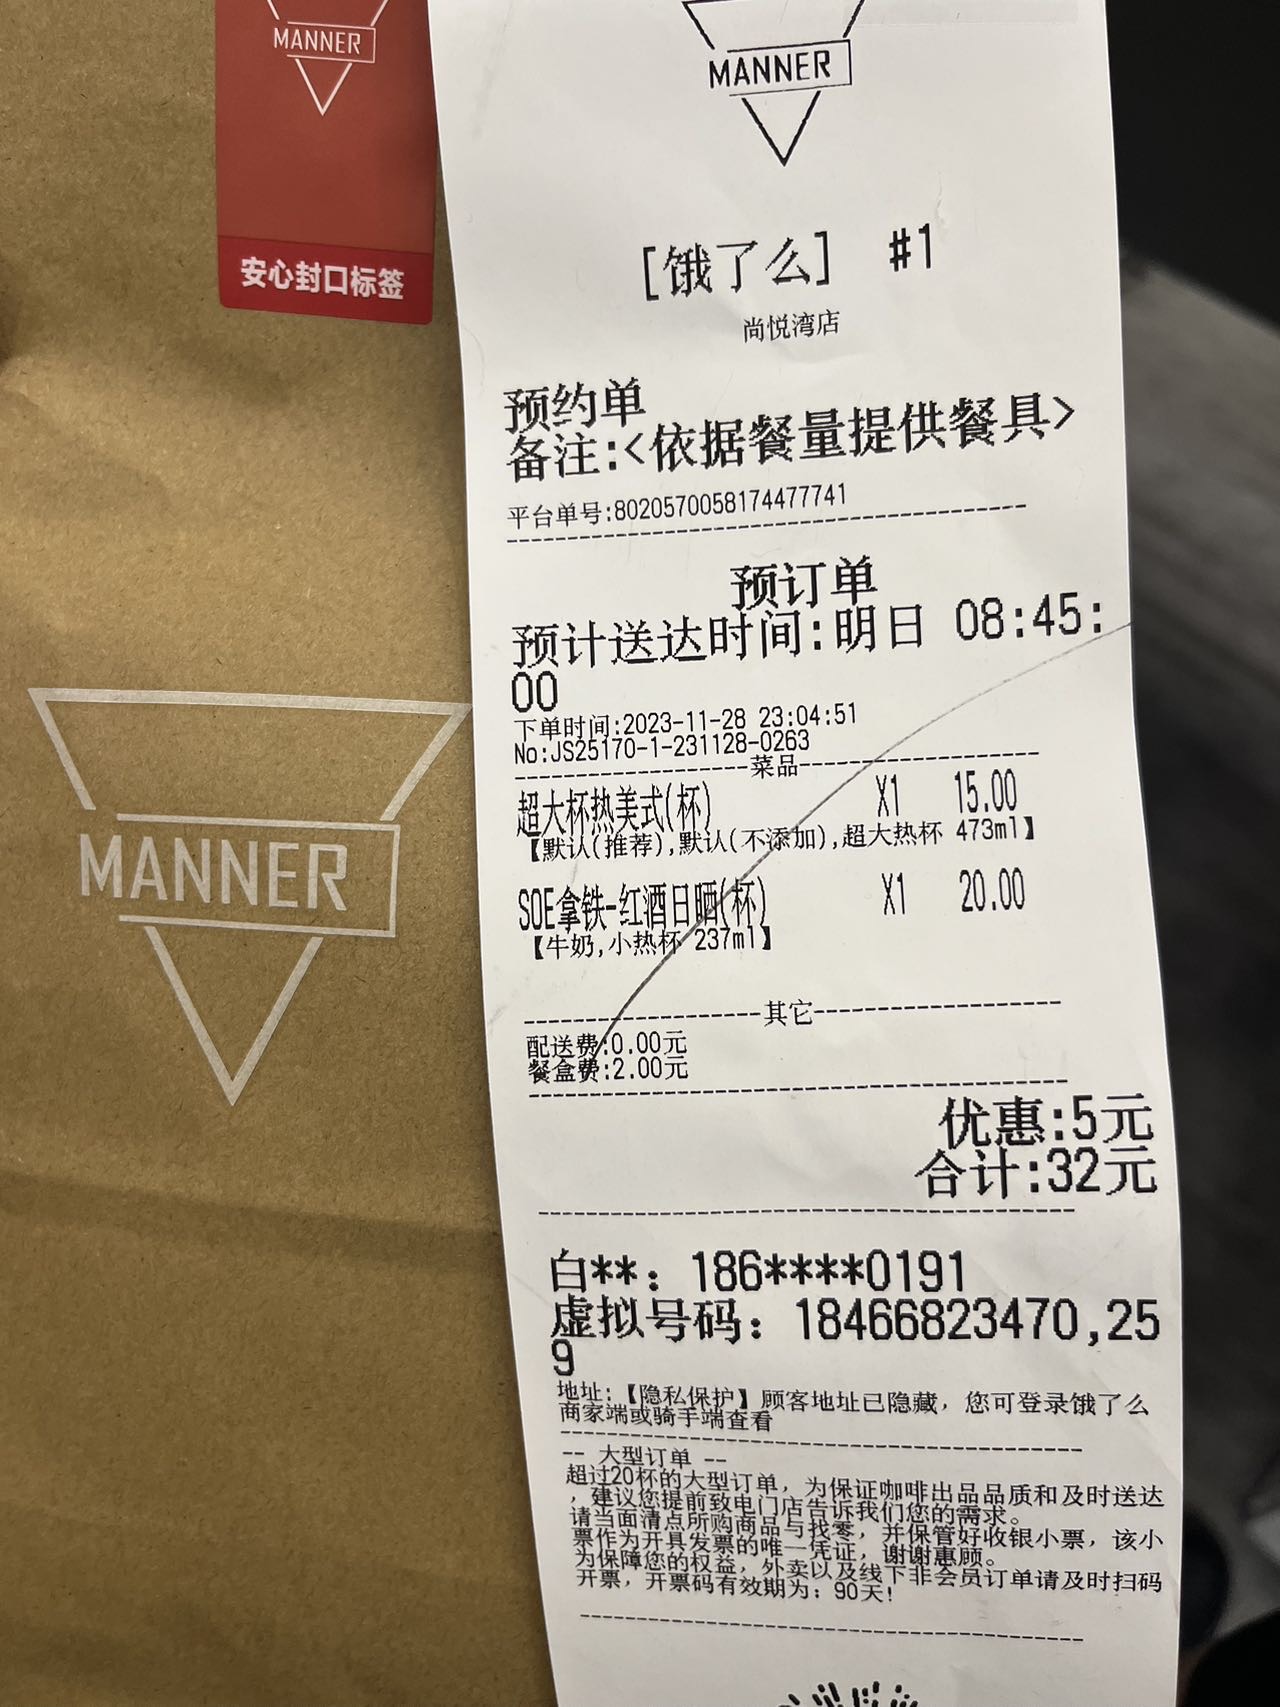 MANNER
安心封口标签
MANNER
MANNER
[饿了么] #1
尚悦湾店
预约单
备注:<依据餐量提供餐具>
平台单号:8020570058174477741
预订单
预计送达时间:明日 08:45:
00
下单时间:2023-11-28 23:04:51
No:JS25170-1-231128-0263
菜品
超大杯热美式(杯) X1 15.00
【默认(推荐),默认(不添加),超大热杯 473ml】
SOE拿铁-红酒日晒(杯) X1 20.00
【牛奶,小热杯 237ml】
其它
配送费:0.00元
餐盒费:2.00元
优惠:5元
合计:32元
白**: 186****0191
虚拟号码: 18466823470,25
9
地址:【隐私保护】顾客地址已隐藏，您可登录饿了么
商家端或骑手端查看
-- 大型订单 --
超过20杯的大型订单，为保证咖啡出品品质和及时送达
，建议您提前致电门店告诉我们您的需求。
请当面清点所购商品与找零，并保管好收银小票，该小
票作为开具发票的唯一凭证，谢谢惠顾。
为保障您的权益，外卖以及线下非会员订单请及时扫码
开票，开票码有效期为：90天!